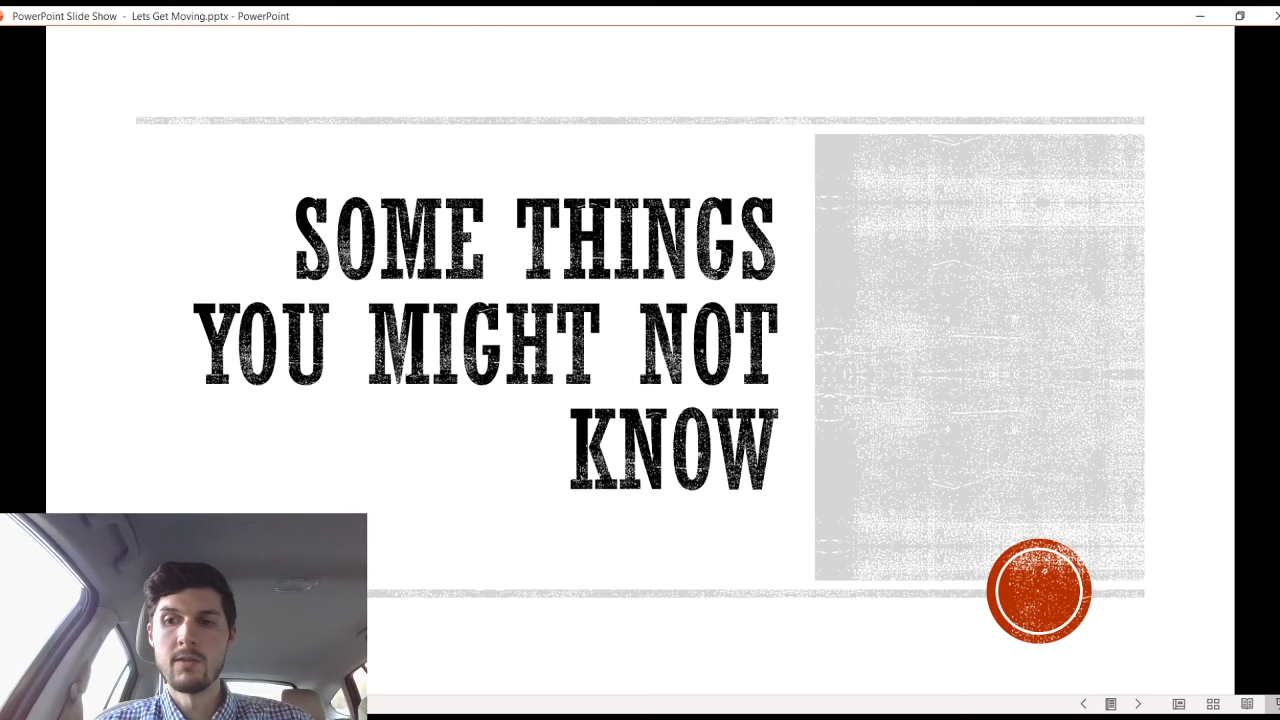 PowerPoint Slide Show - Lets Get Moving.pptx - PowerPoint
SOME THINGS
YOU MIGHT NOT
KNOW